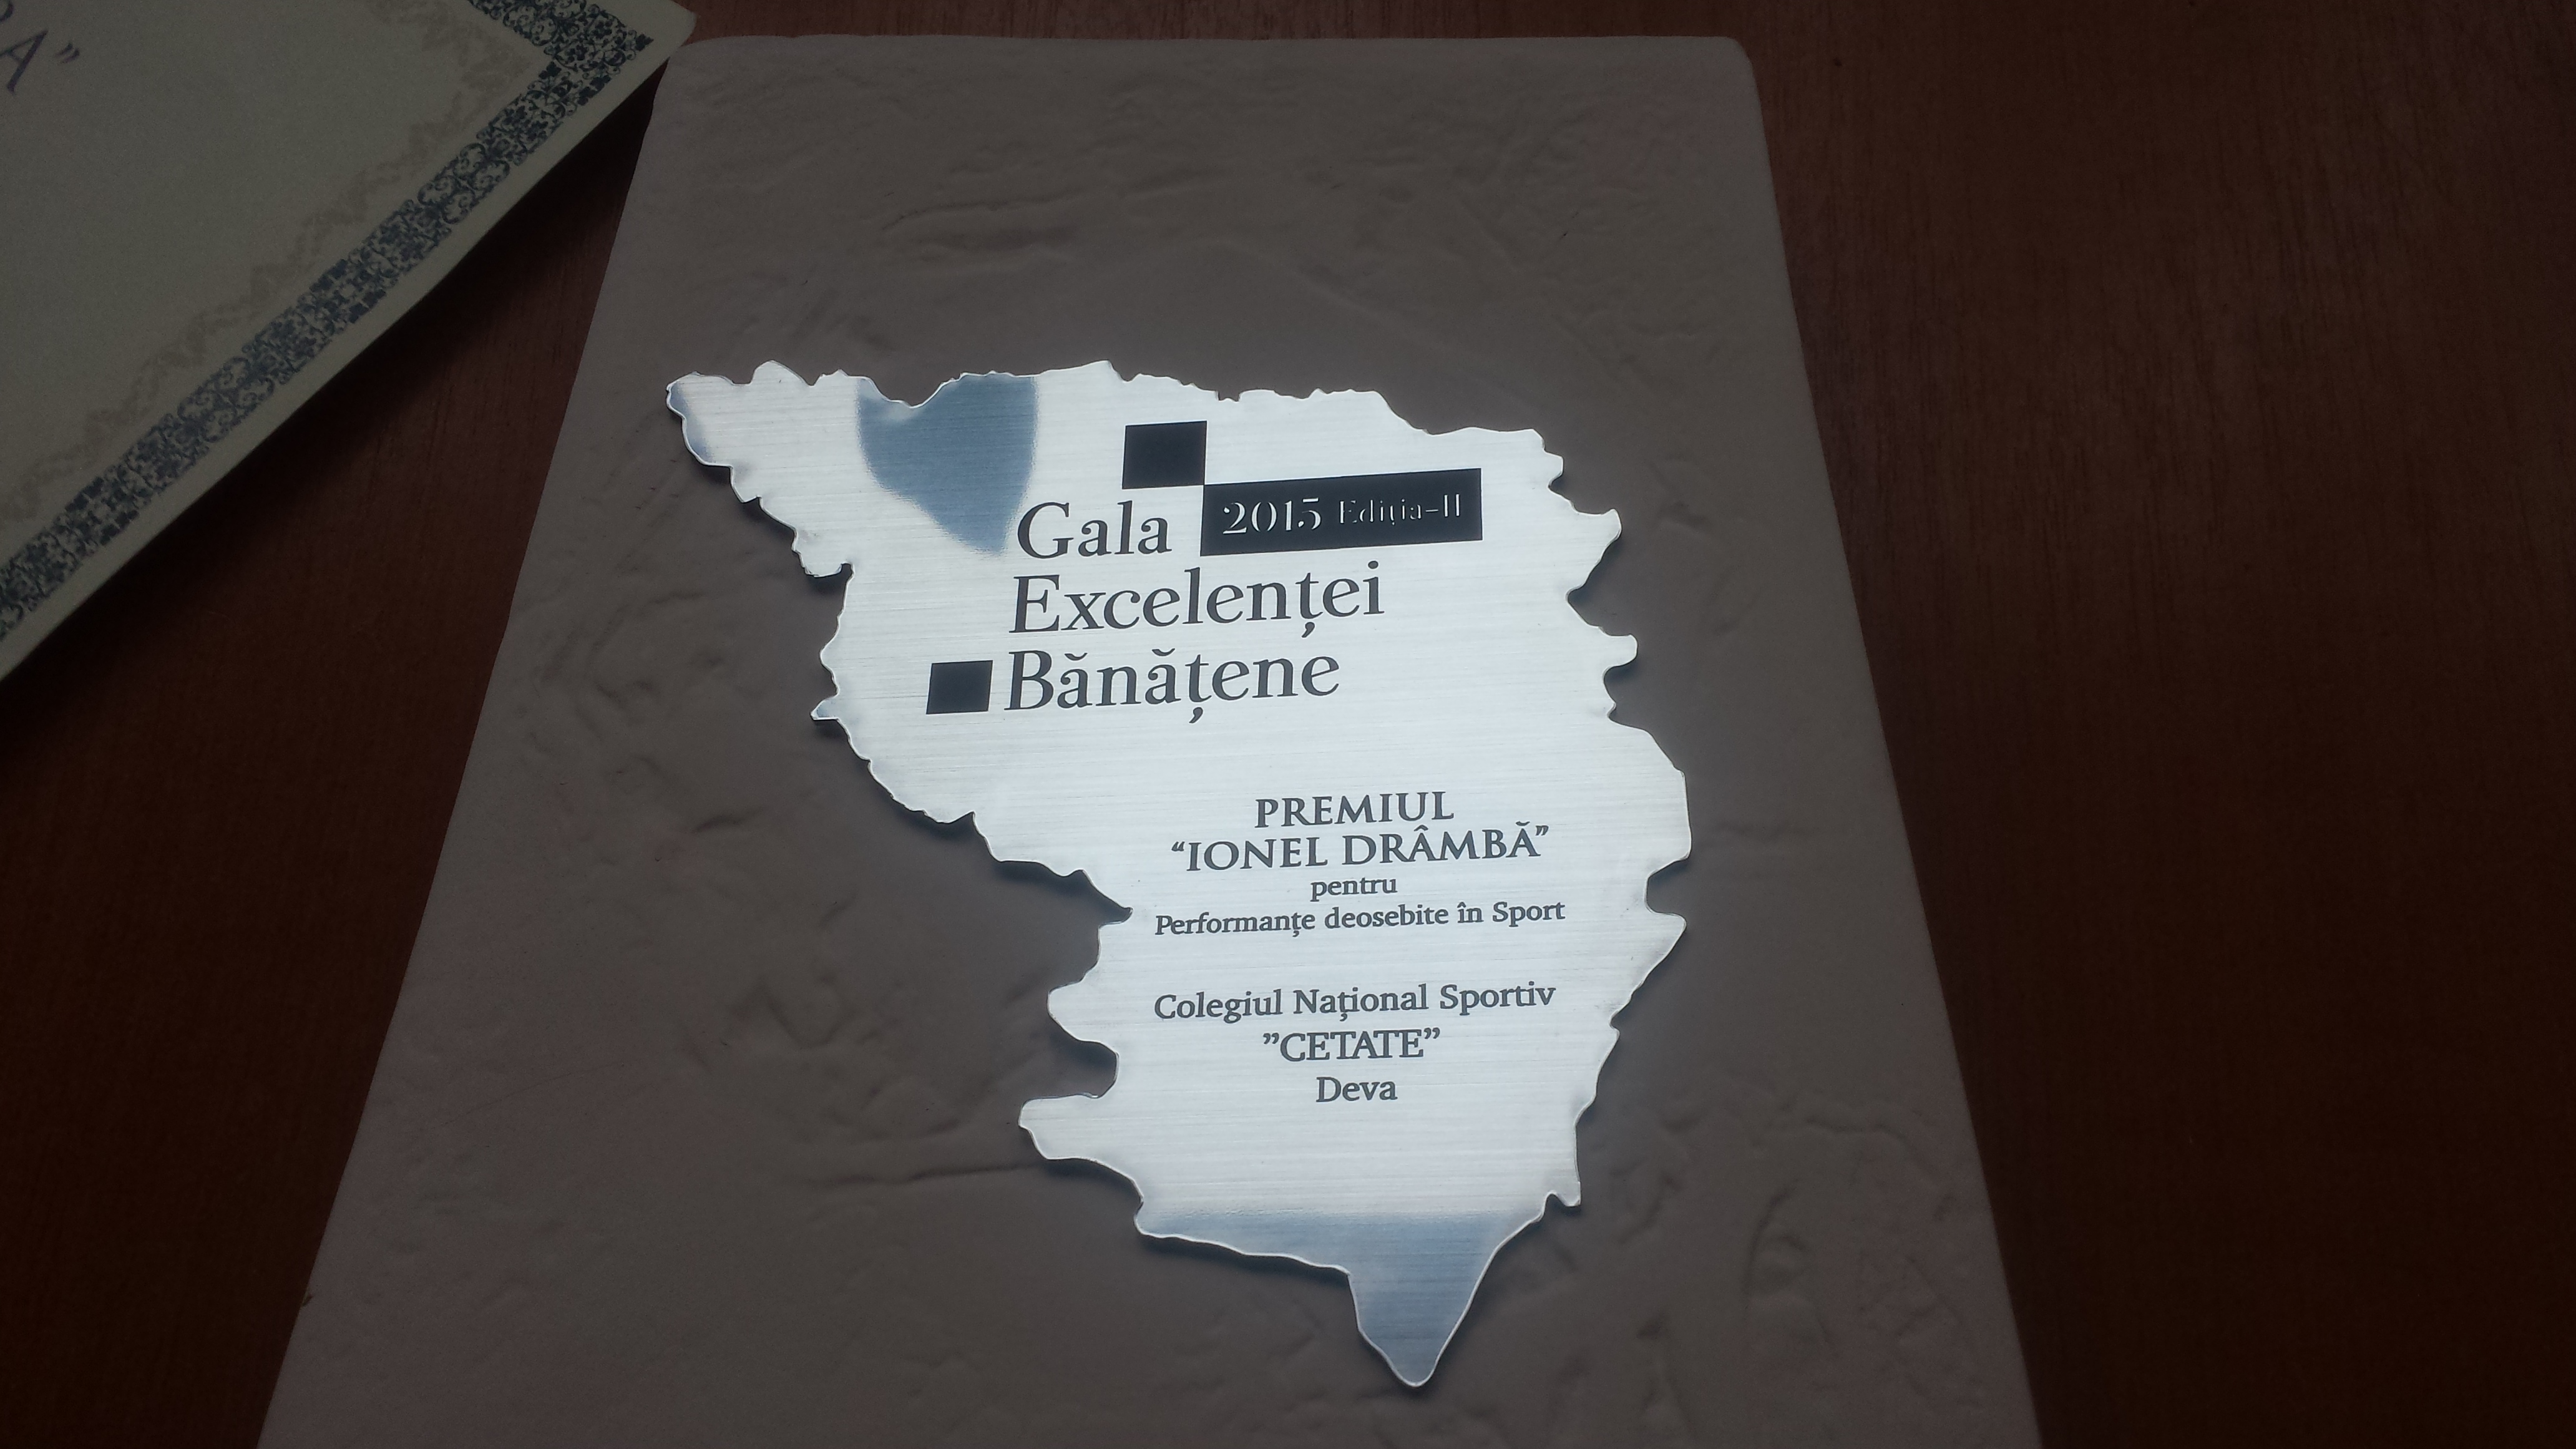 A”
2015 Ediția-II
Gala
Excelenței
Bănățene
PREMIUL
“IONEL DRÂMBĂ”
pentru
Performanțe deosebite în Sport
Colegiul Național Sportiv
”CETATE”
Deva